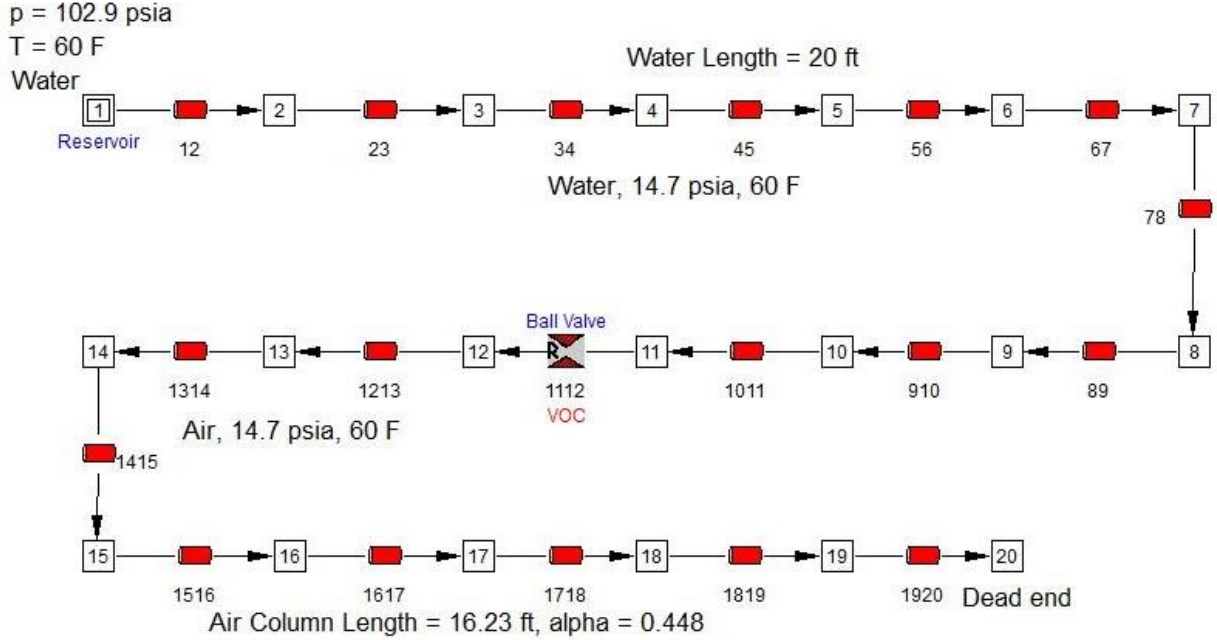 p = 102.9 psia
T = 60 F
Water
Water Length = 20 ft
1 2 3 4 5 6 7
Reservoir
12 23 34 45 56 67
Water, 14.7 psia, 60 F
78
Ball Valve
14 13 12 R 11 10 9 8
1314 1213 1112 1011 910 89
VOC
Air, 14.7 psia, 60 F
1415
15 16 17 18 19 20
1516 1617 1718 1819 1920 Dead end
Air Column Length = 16.23 ft, alpha = 0.448